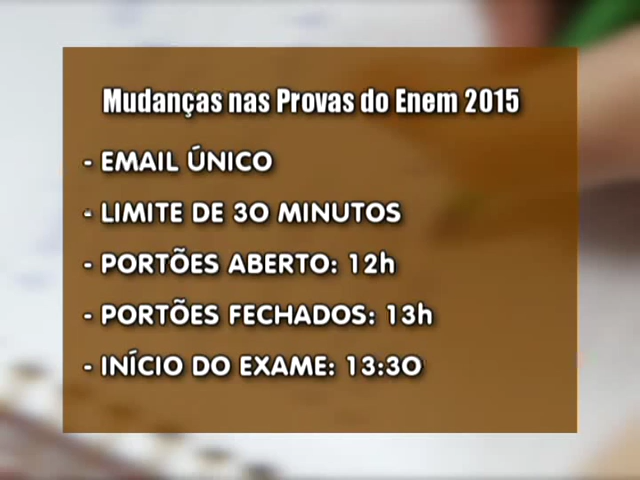 Mudanças nas Provas do Enem 2015
- EMAIL ÚNICO
- LIMITE DE 30 MINUTOS
- PORTÕES ABERTO: 12h
- PORTÕES FECHADOS: 13h
- INÍCIO DO EXAME: 13:30